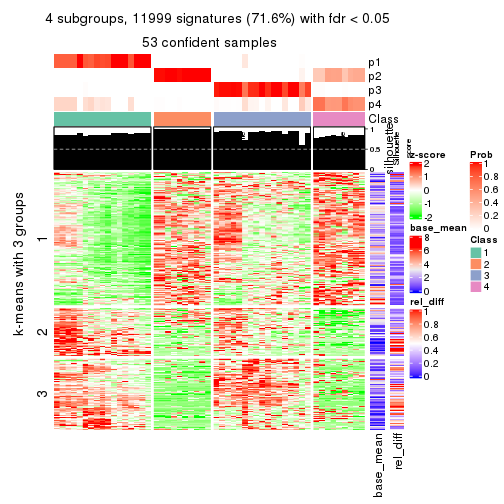 4 subgroups, 11999 signatures (71.6%) with fdr < 0.05
53 confident samples
p1
p2
p3
p4
Class
1
0.5
0
silhouette
Silhouette
score
k-means with 3 groups
1
2
3
base_mean
rel_diff
z-score
2
1
0
-1
-2
base_mean
8
6
4
2
0
rel_diff
1
0.8
0.6
0.4
0.2
0
Prob
1
0.8
0.6
0.4
0.2
0
Class
1
2
3
4